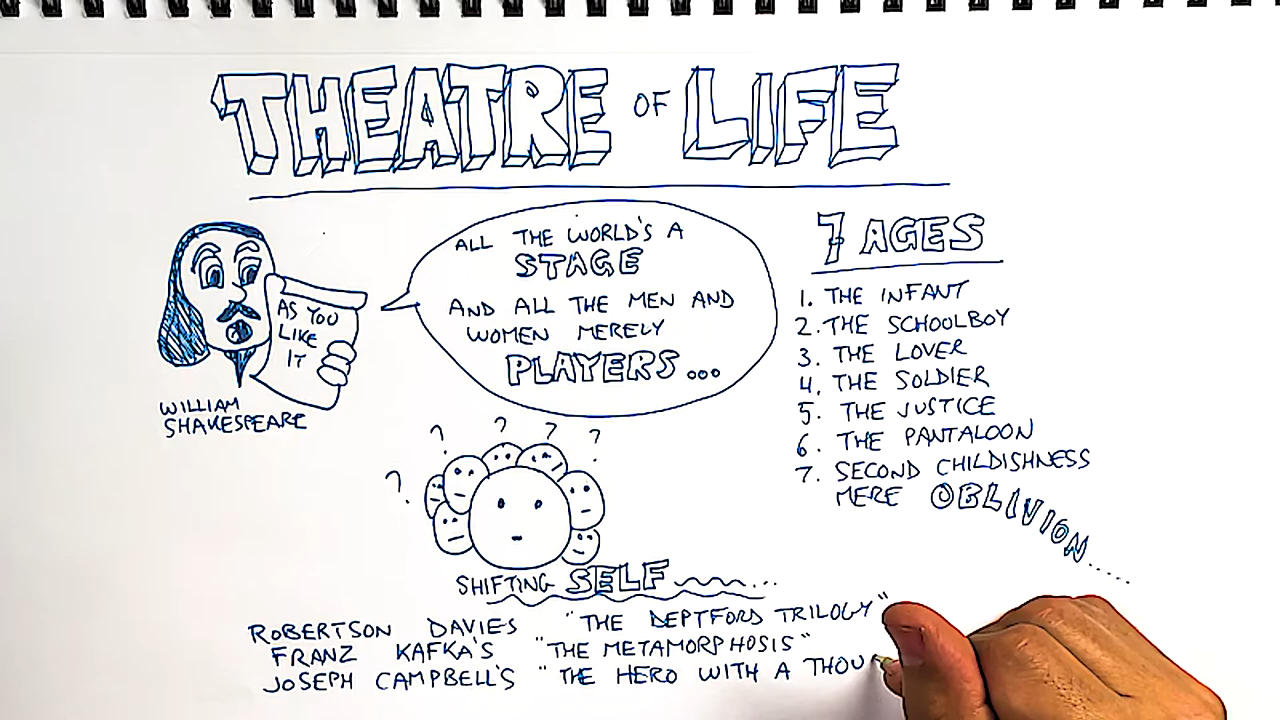 THEATRE OF LIFE
AS YOU
LIKE
IT
WILLIAM
SHAKESPEARE
ALL THE WORLD'S A
STAGE
AND ALL THE MEN AND
WOMEN MERELY
PLAYERS...
7 AGES
1. THE INFANT
2. THE SCHOOLBOY
3. THE LOVER
4. THE SOLDIER
5. THE JUSTICE
6. THE PANTALOON
7. SECOND CHILDISHNESS
MERE OBLIVION.....
? ? ? ? ?
SHIFTING SELF...
ROBERTSON DAVIES "THE DEPTFORD TRILOGY"
FRANZ KAFKA'S "THE METAMORPHOSIS"
JOSEPH CAMPBELL'S "THE HERO WITH A THOU